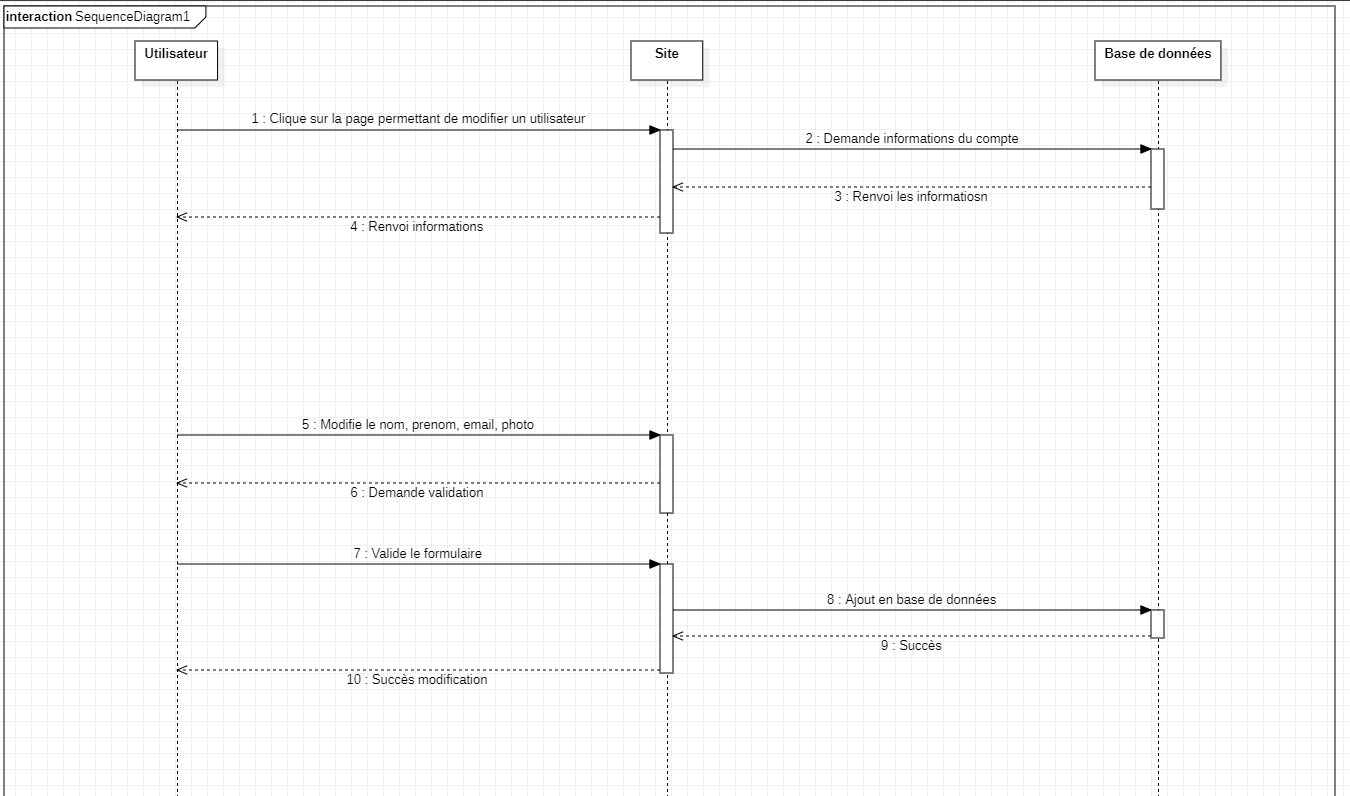 interaction SequenceDiagram1
Utilisateur
Site
Base de données
1 : Clique sur la page permettant de modifier un utilisateur
2 : Demande informations du compte
3 : Renvoi les informatiosn
4 : Renvoi informations
5 : Modifie le nom, prenom, email, photo
6 : Demande validation
7 : Valide le formulaire
8 : Ajout en base de données
9 : Succès
10 : Succès modification